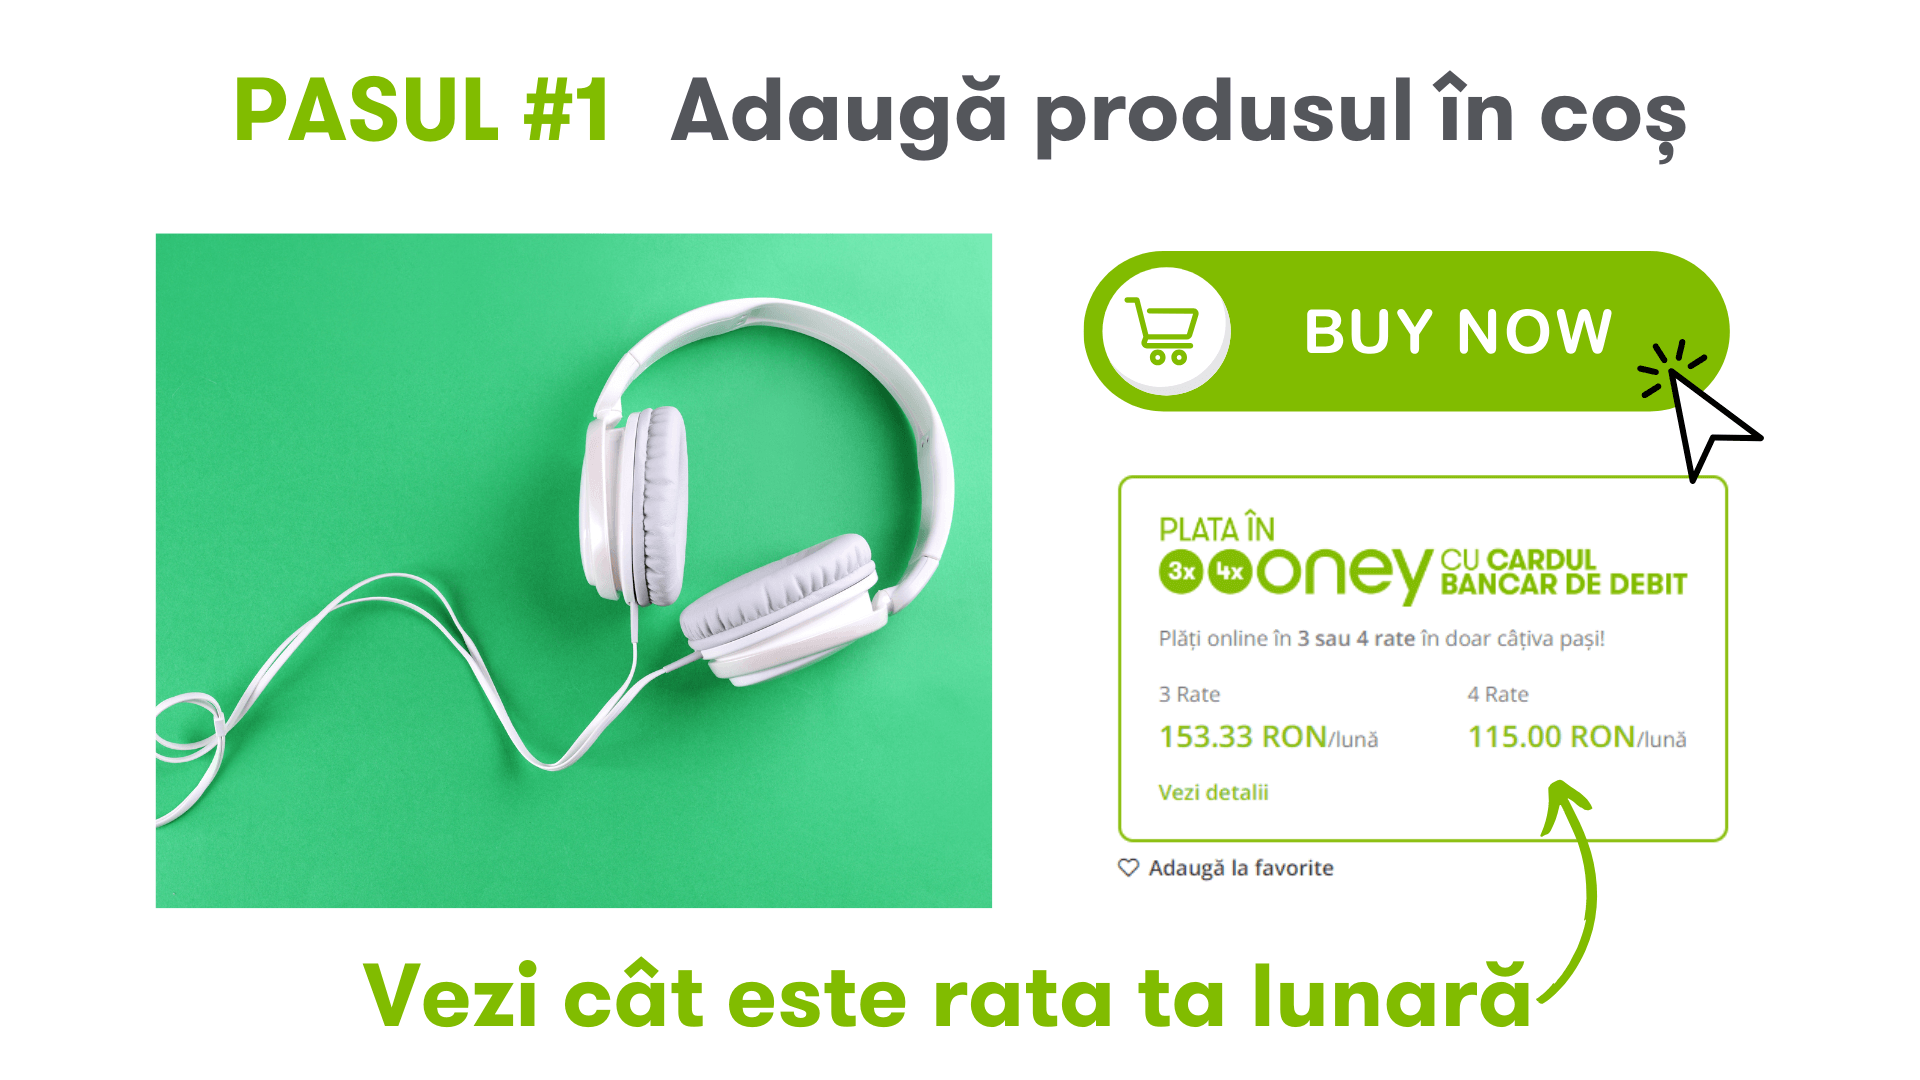 PASUL #1 Adaugă produsul în coș
BUY NOW
PLATA ÎN
3x 4x oney CU CARDUL
BANCAR DE DEBIT
Plăți online în 3 sau 4 rate în doar câțiva pași!
3 Rate 4 Rate
153.33 RON/lună 115.00 RON/lună
Vezi detalii
Adaugă la favorite
Vezi cât este rata ta lunară